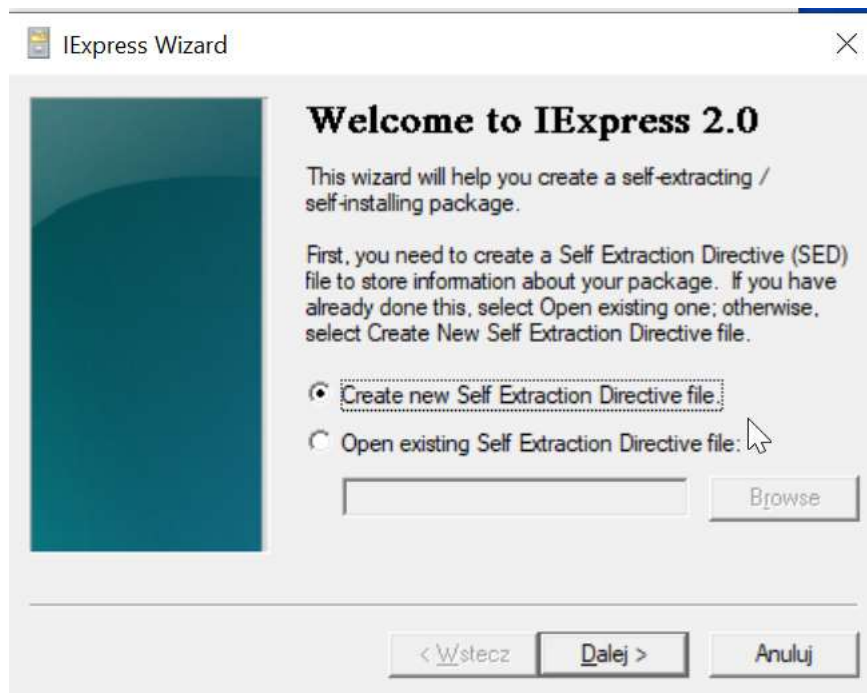 IExpress Wizard
Welcome to IExpress 2.0
This wizard will help you create a self-extracting /
self-installing package.
First, you need to create a Self Extraction Directive (SED)
file to store information about your package.  If you have
already done this, select Open existing one; otherwise,
select Create New Self Extraction Directive file.
Create new Self Extraction Directive file.
Open existing Self Extraction Directive file:
Browse
< Wstecz
Dalej >
Anuluj